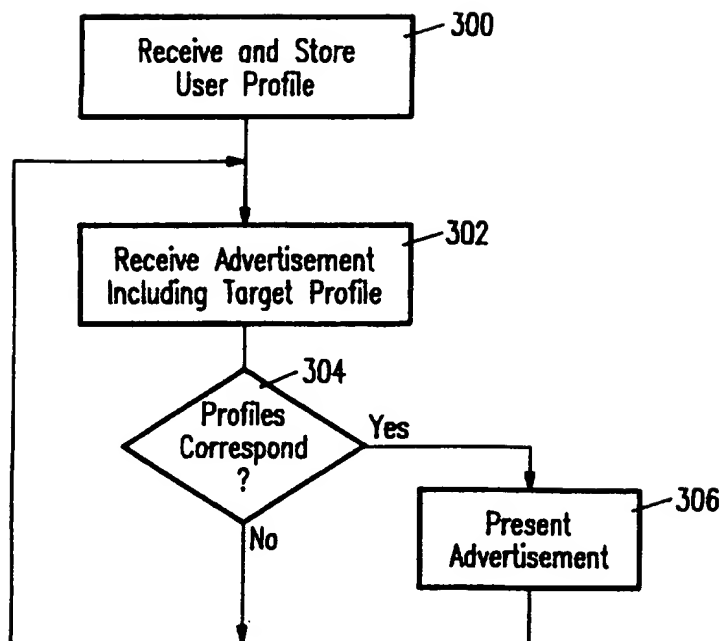 300
Receive and Store
User Profile
302
Receive Advertisement
Including Target Profile
304
Profiles
Correspond
?
Yes
No
306
Present
Advertisement